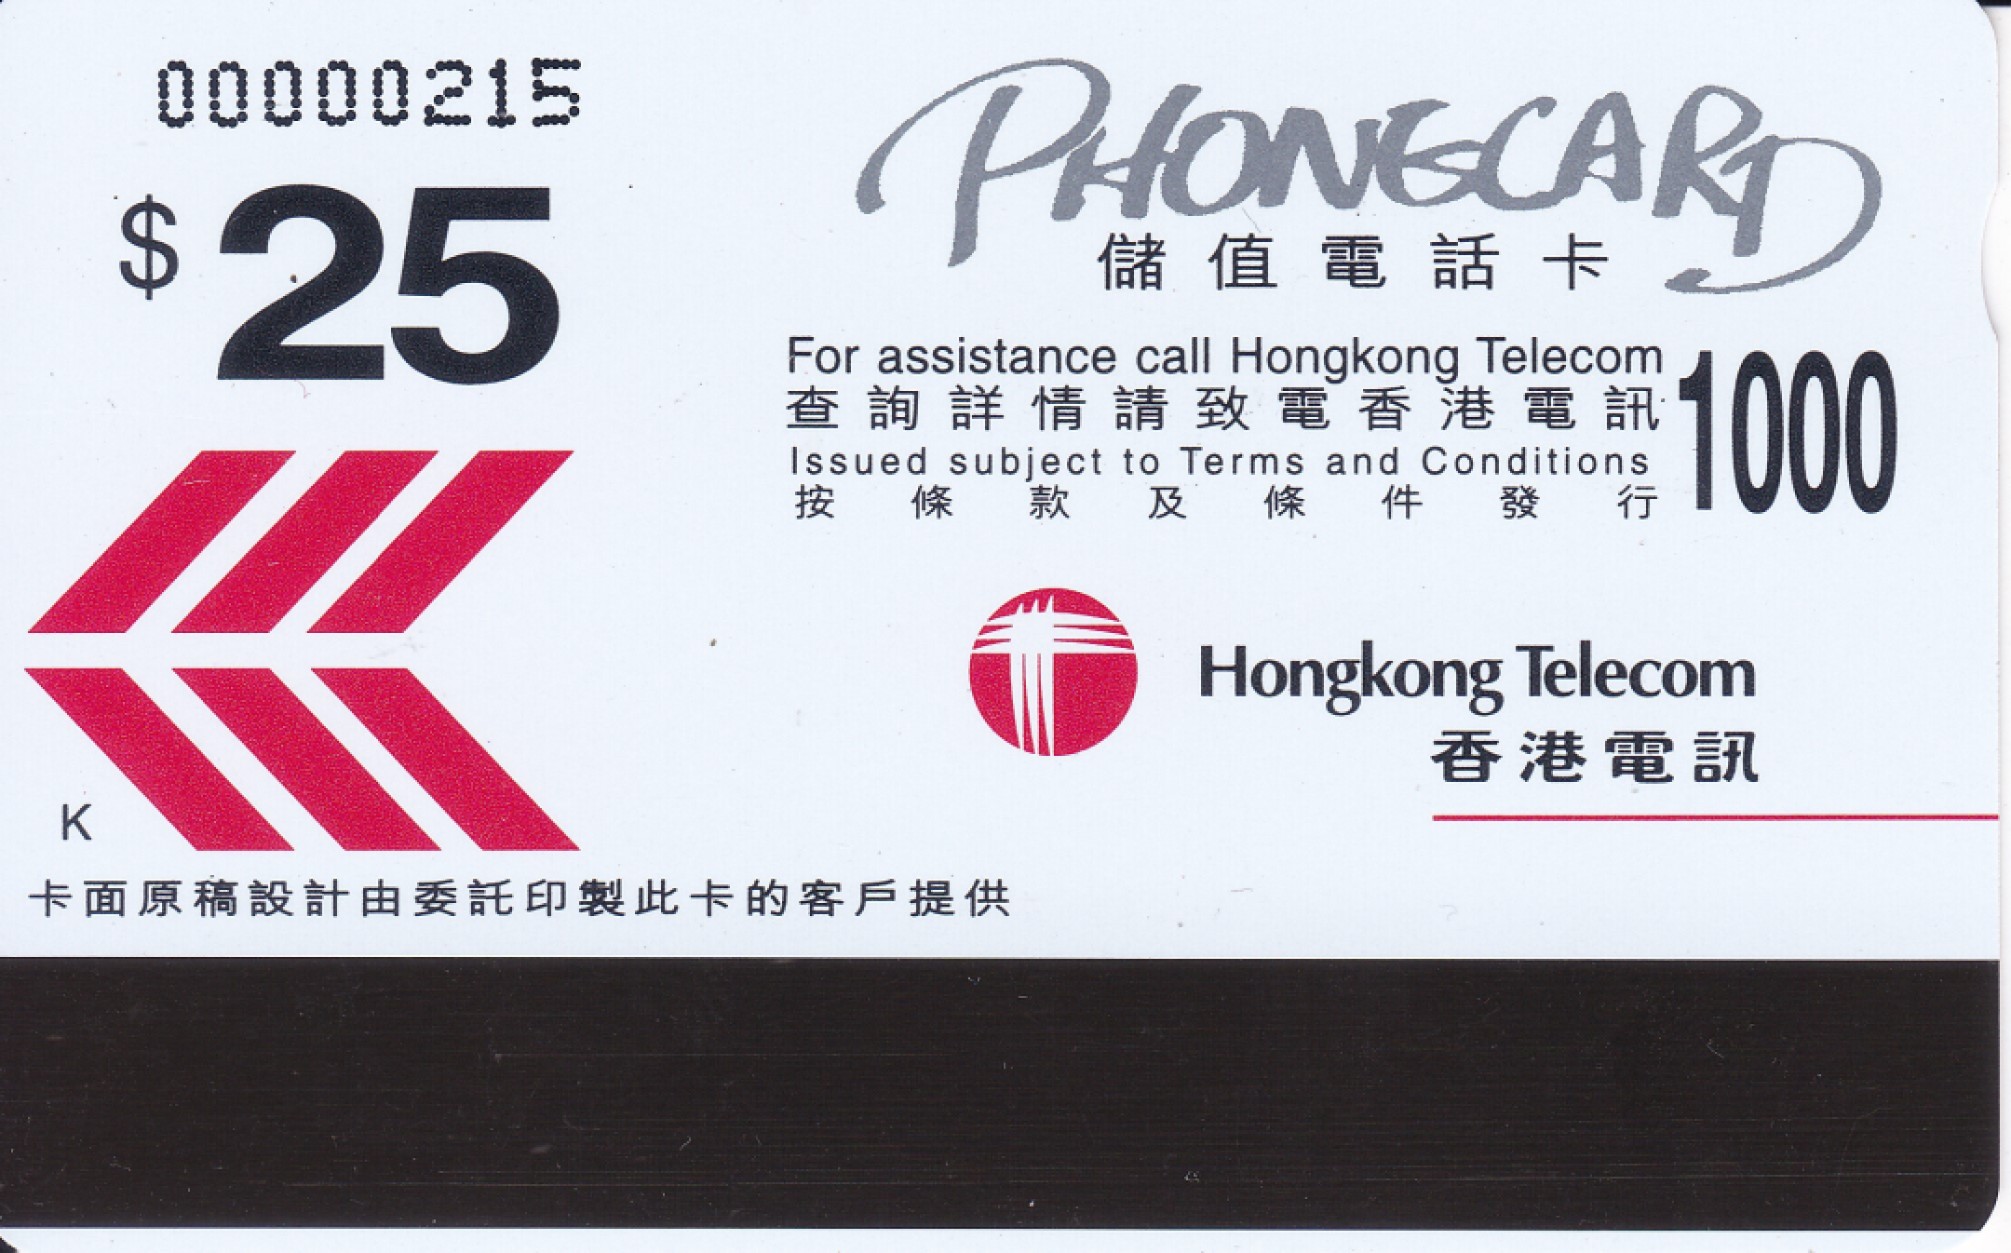 00000215
$25
PHONECARD
儲值電話卡
For assistance call Hongkong Telecom 1000
查詢詳情請致電香港電訊
Issued subject to Terms and Conditions
按條款及條件發行
Hongkong Telecom
香港電訊
K
卡面原稿設計由委託印製此卡的客戶提供